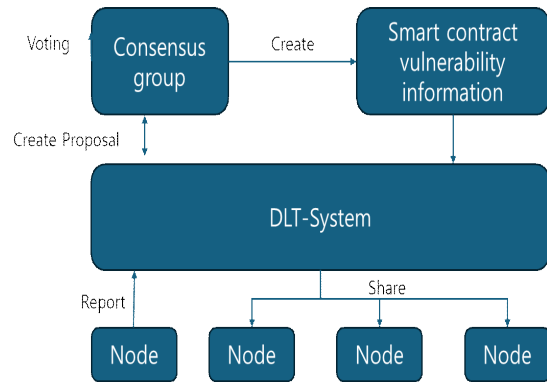 Voting
Consensus
group
Create
Smart contract
vulnerability
information
Create Proposal
DLT-System
Report
Share
Node
Node
Node
Node